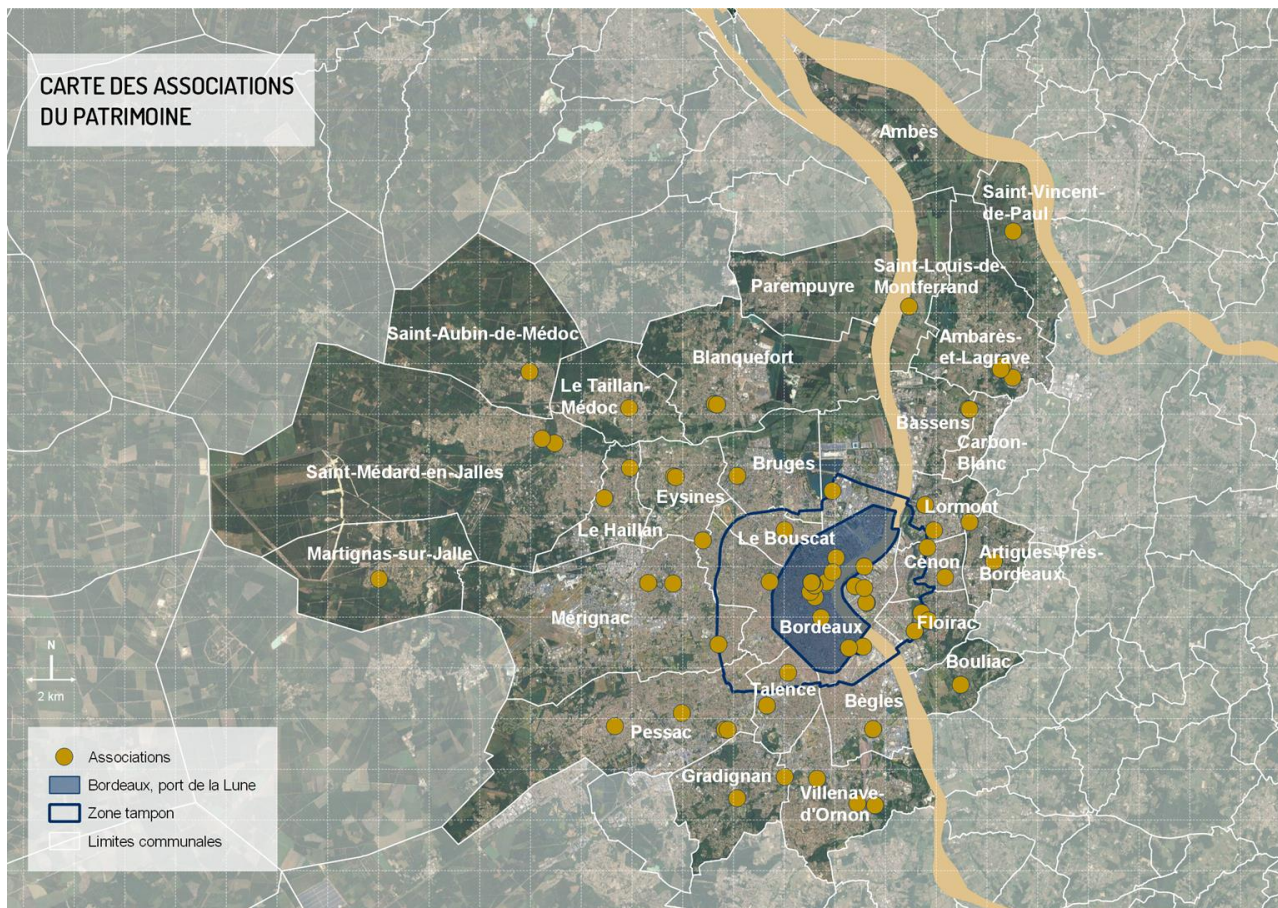 CARTE DES ASSOCIATIONS
DU PATRIMOINE
Ambès
Saint-Vincent-
de-Paul
Saint-Louis-de-
Montferrand
Parempuyre
Saint-Aubin-de-Médoc
Blanquefort
Ambarès-
et-Lagrave
Le Taillan-
Médoc
Bassens
Carbon-
Blanc
Saint-Médard-en-Jalles
Bruges
Eysines
Lormont
Le Haillan
Le Bouscat
Martignas-sur-Jalle
Cenon
Artigues-Près-
Bordeaux
Mérignac
Bordeaux
Floirac
Bouliac
Talence
Bègles
Pessac
Gradignan
Villenave-
d'Ornon
N
2 km
Associations
Bordeaux, port de la Lune
Zone tampon
Limites communales